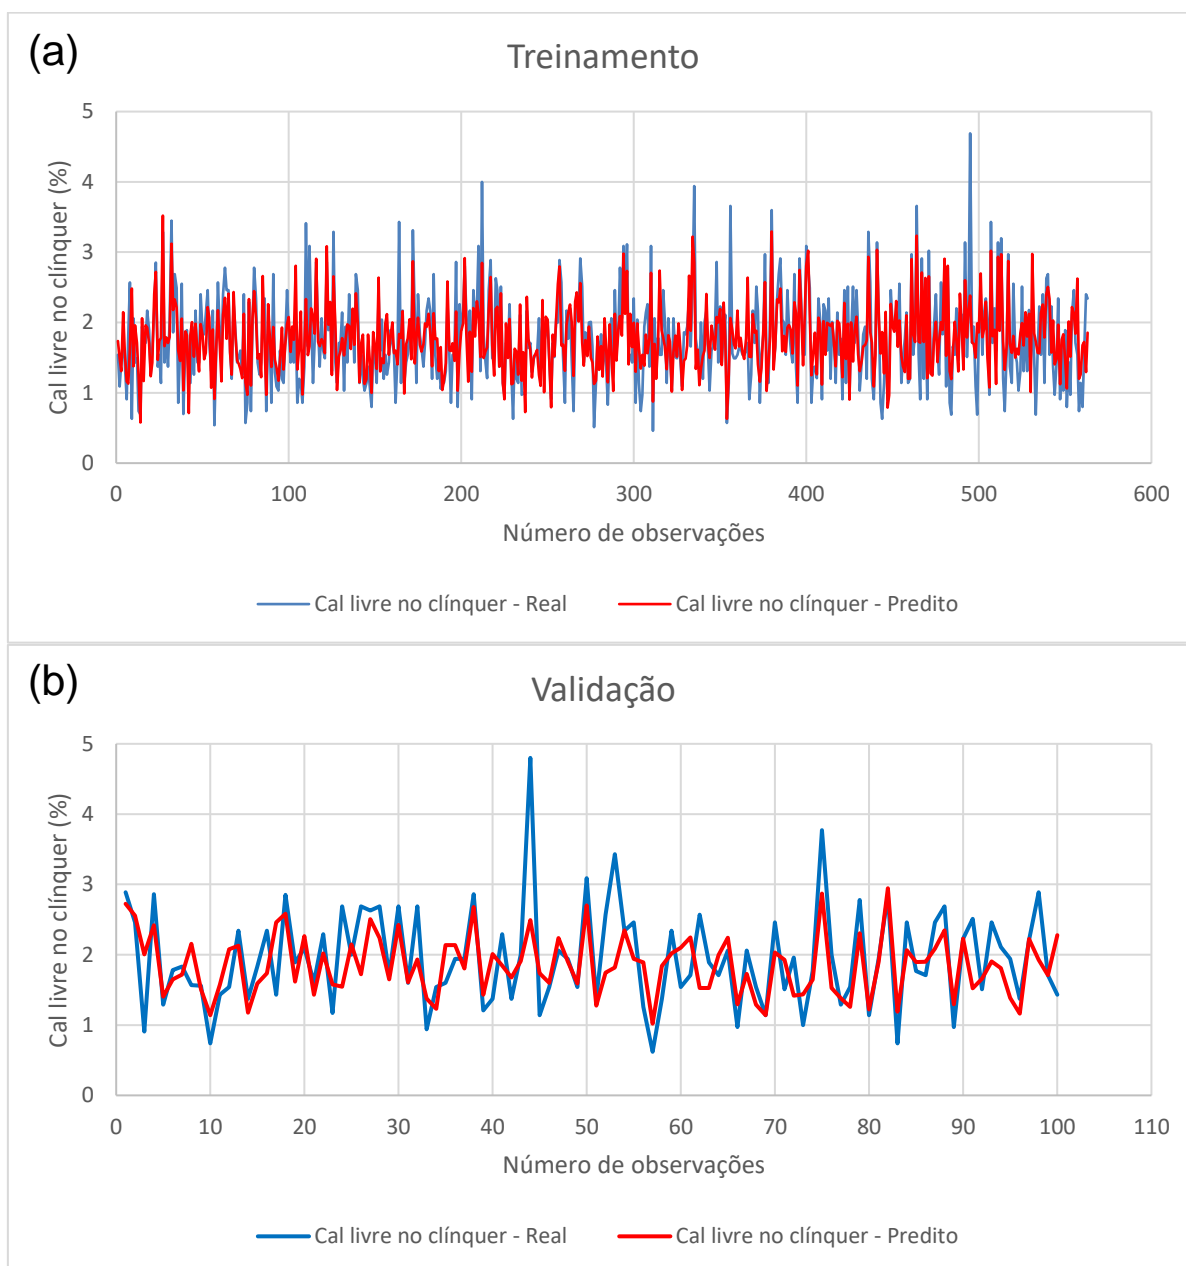 (a)
Treinamento
5
4
3
2
1
0
Cal livre no clínquer (%)
0 100 200 300 400 500 600
Número de observações
Cal livre no clínquer - Real Cal livre no clínquer - Predito
(b)
Validação
5
4
3
2
1
0
Cal livre no clínquer (%)
0 10 20 30 40 50 60 70 80 90 100 110
Número de observações
Cal livre no clínquer - Real Cal livre no clínquer - Predito